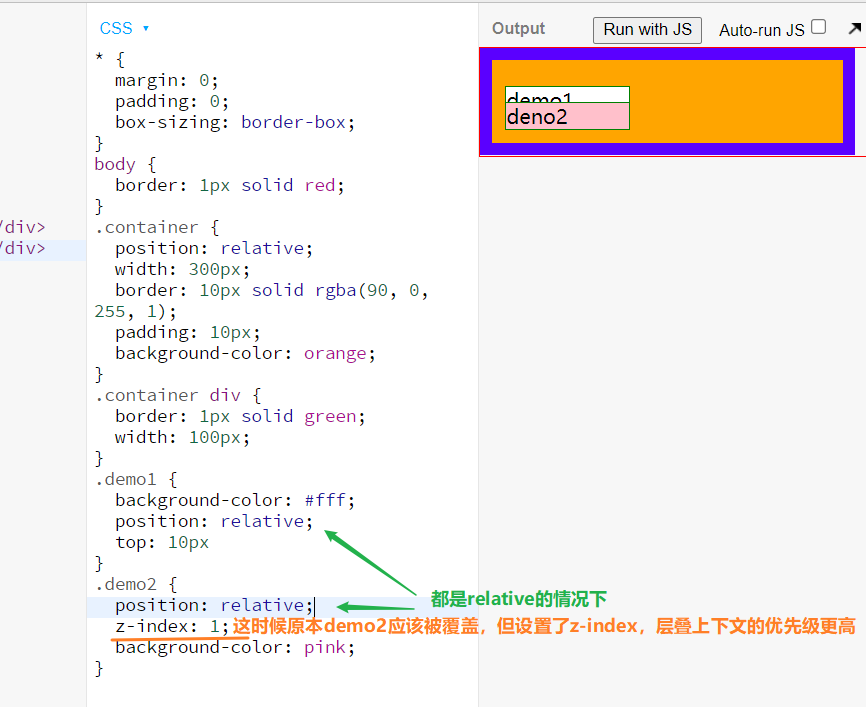 CSS ▾
Output
Run with JS
Auto-run JS
* {
margin: 0;
padding: 0;
box-sizing: border-box;
}
body {
border: 1px solid red;
}
.container {
position: relative;
width: 300px;
border: 10px solid rgba(90, 0,
255, 1);
padding: 10px;
background-color: orange;
}
.container div {
border: 1px solid green;
width: 100px;
}
.demo1 {
background-color: #fff;
position: relative;
top: 10px
}
.demo2 {
position: relative;
z-index: 1;
background-color: pink;
}
/div>
/div>
demo1
deno2
都是relative的情况下
这时候原本demo2应该被覆盖，但设置了z-index，层叠上下文的优先级更高